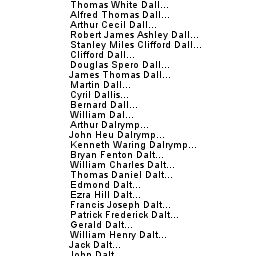 Thomas White Dall...
Alfred Thomas Dall...
Arthur Cecil Dall...
Robert James Ashley Dall...
Stanley Miles Clifford Dall...
Clifford Dall...
Douglas Spero Dall...
James Thomas Dall...
Martin Dall...
Cyril Dallis...
Bernard Dall...
William Dal...
Arthur Dalrymp...
John Heu Dalrymp...
Kenneth Waring Dalrymp...
Bryan Fenton Dalt...
William Charles Dalt...
Thomas Daniel Dalt...
Edmond Dalt...
Ezra Hill Dalt...
Francis Joseph Dalt...
Patrick Frederick Dalt...
Gerald Dalt...
William Henry Dalt...
Jack Dalt...
John Dalt